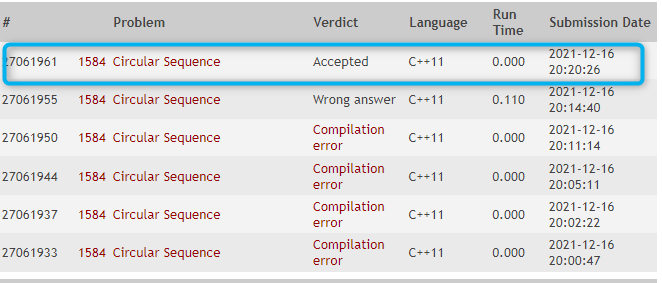 # Problem Verdict Language Run Time Submission Date
27061961 1584 Circular Sequence Accepted C++11 0.000 2021-12-16 20:20:26
27061955 1584 Circular Sequence Wrong answer C++11 0.110 2021-12-16 20:14:40
27061950 1584 Circular Sequence Compilation error C++11 0.000 2021-12-16 20:11:14
27061944 1584 Circular Sequence Compilation error C++11 0.000 2021-12-16 20:05:11
27061937 1584 Circular Sequence Compilation error C++11 0.000 2021-12-16 20:02:22
27061933 1584 Circular Sequence Compilation error C++11 0.000 2021-12-16 20:00:47